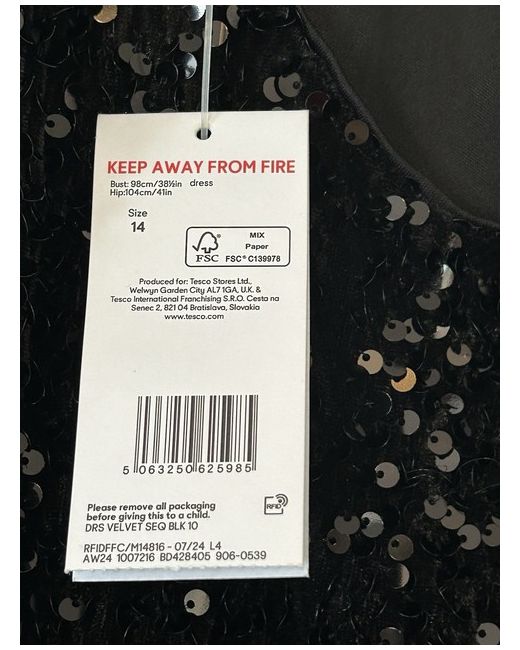 KEEP AWAY FROM FIRE
Bust: 98cm/38½in dress
Hip:104cm/41in
Size
14
FSC
MIX
Paper
FSC® C139978
Produced for: Tesco Stores Ltd.,
Welwyn Garden City AL7 1GA, U.K. &
Tesco International Franchising S.R.O. Cesta na
Senec 2, 821 04 Bratislava, Slovakia
www.tesco.com
5 063250 625985
RFID
Please remove all packaging
before giving this to a child.
DRS VELVET SEQ BLK 10
RFIDFFC/M14816 - 07/24 L4
AW24 1007216 BD428405 906-0539